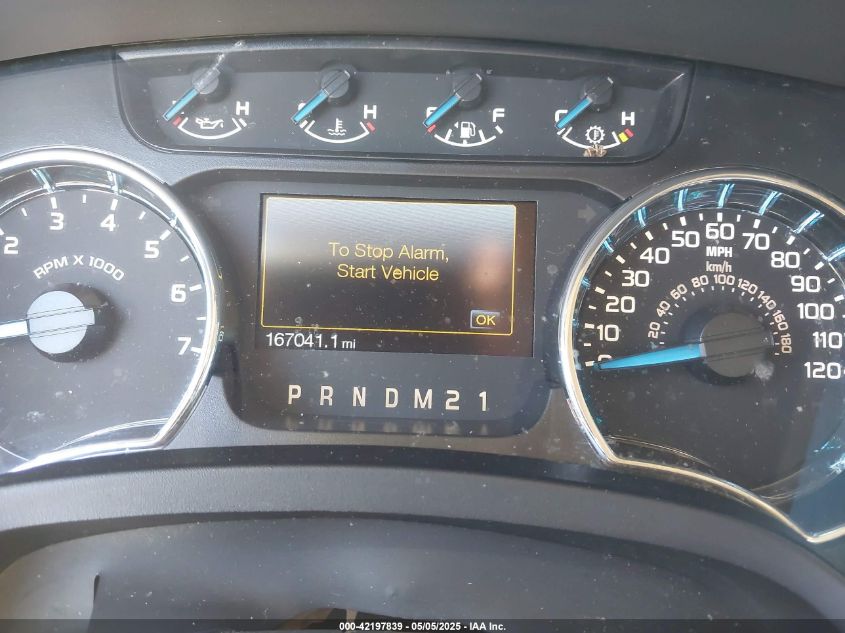 H
H
F
C H
To Stop Alarm,
Start Vehicle
OK
167041.1 mi
P R N D M 2 1
2 3 4 5 6 7
RPM X 1000
0 10 20 30 40 50 60 70 80 90 100 110 120
MPH
km/h
20 40 60 80 100 120 140 160 180
000-42197839 - 05/05/2025 - IAA Inc.